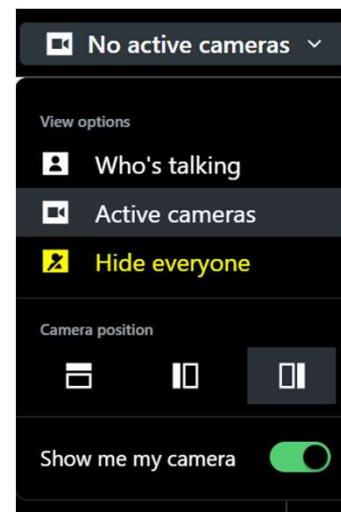 No active cameras
View options
Who's talking
Active cameras
Hide everyone
Camera position
Show me my camera